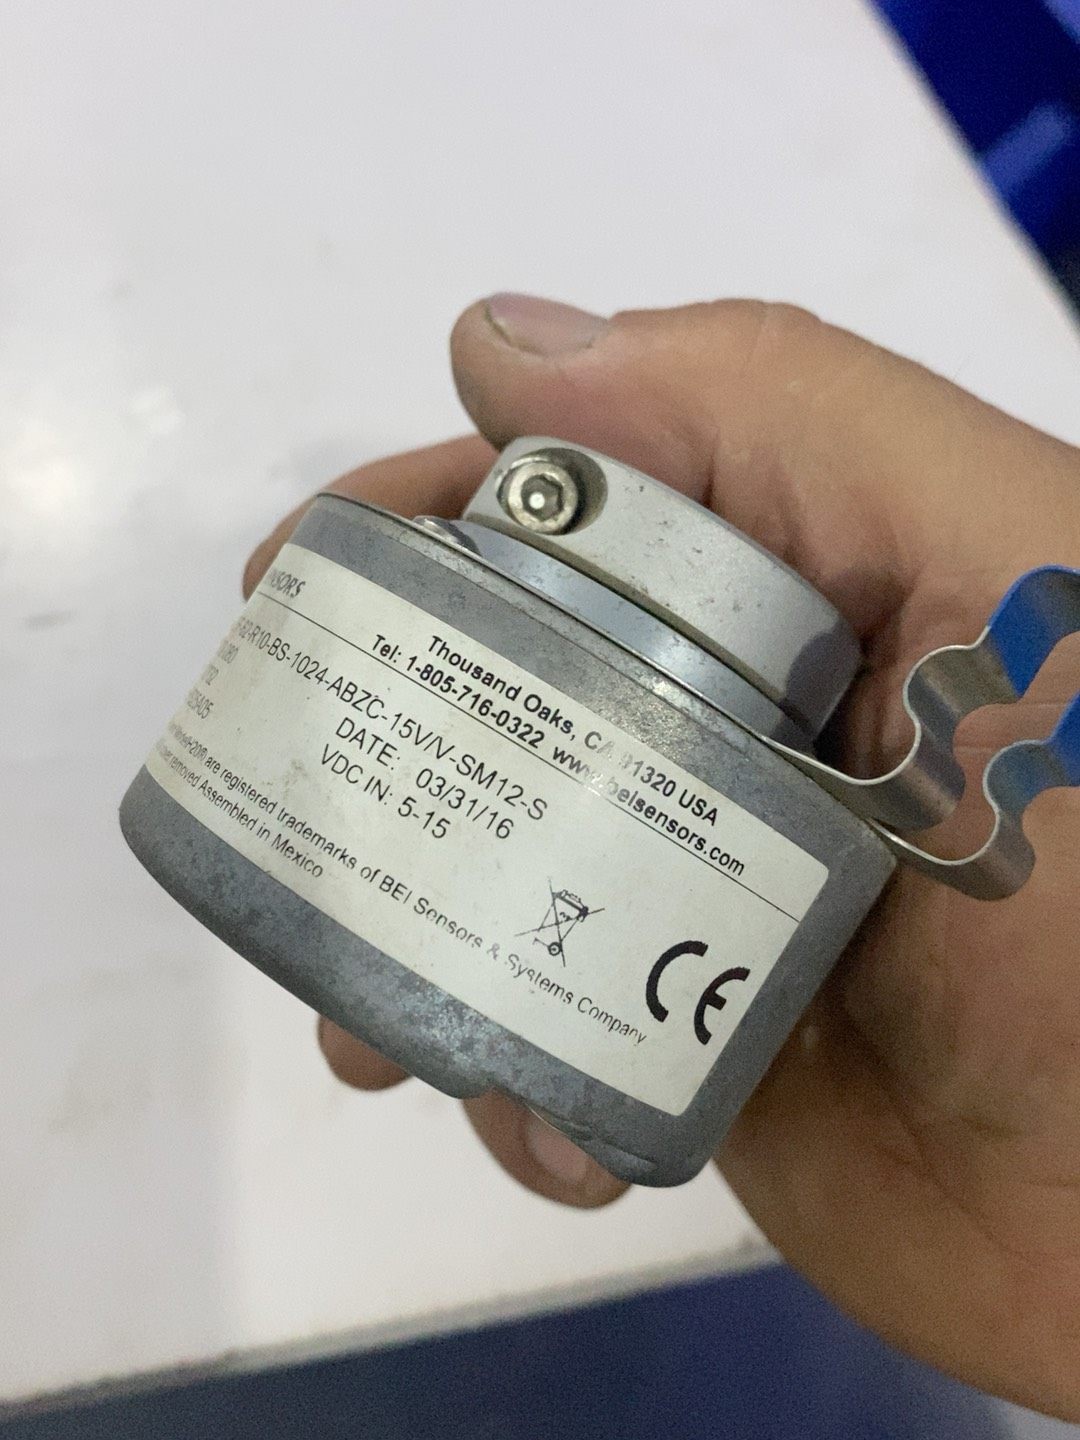 Thousand Oaks, CA 91320 USA
Tel: 1-805-716-0322 www.beisensors.com
-62-R10-BS-1024-ABZC-15V/V-SM12-S
DATE: 03/31/16
VDC IN: 5-15
are registered trademarks of BEI Sensors & Systems Company
removed Assembled in Mexico
CE